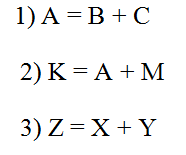 1) A = B + C
2) K = A + M
3) Z = X + Y